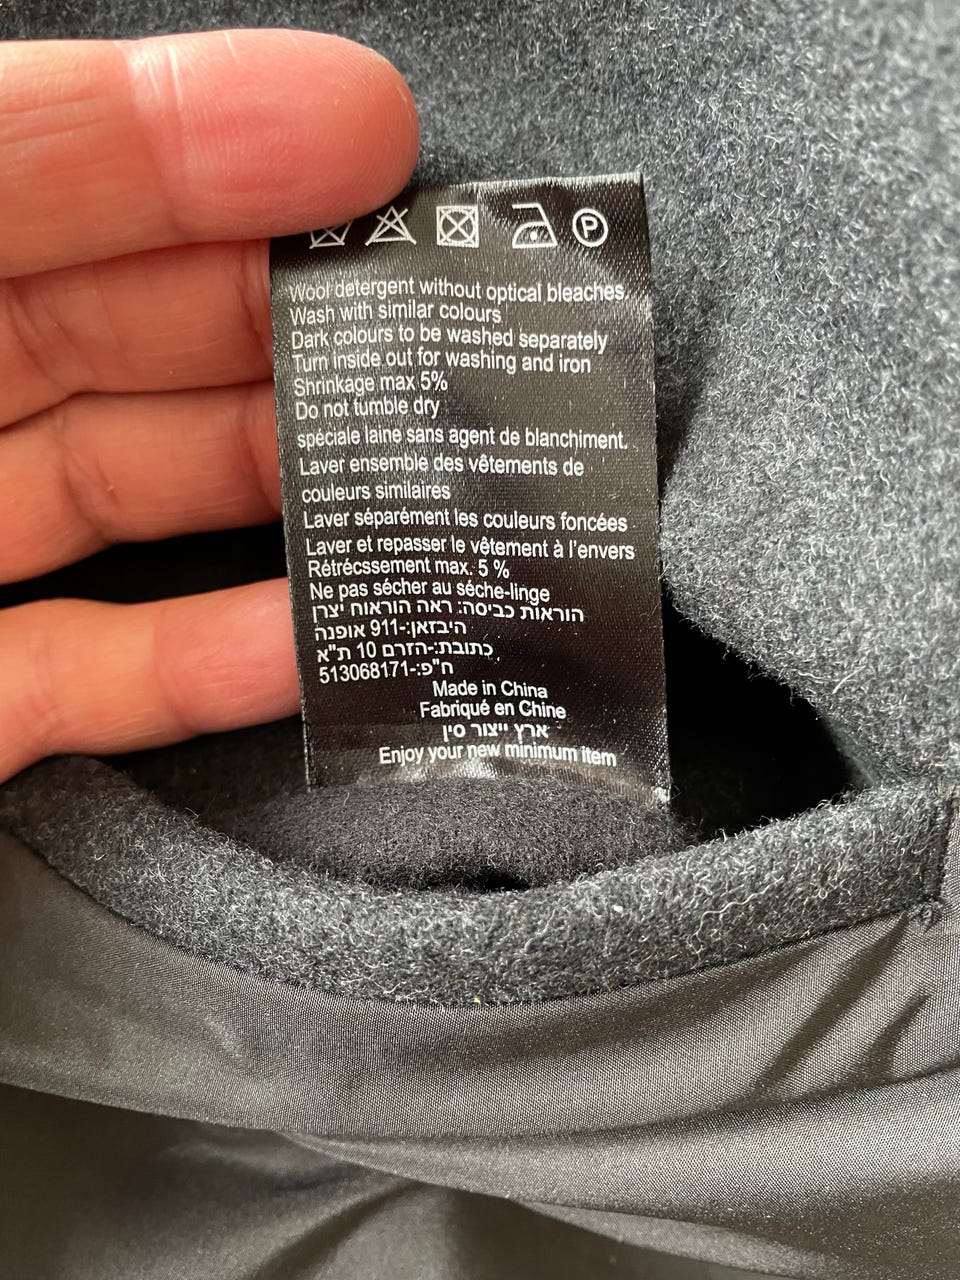 P
Wool detergent without optical bleaches.
Wash with similar colours
Dark colours to be washed separately
Turn inside out for washing and iron
Shrinkage max 5%
Do not tumble dry
spéciale laine sans agent de blanchiment.
Laver ensemble des vêtements de
couleurs similaires
Laver séparément les couleurs foncées
Laver et repasser le vêtement à l'envers
Rétrécssement max. 5 %
Ne pas sécher au séche-linge
הוראות כביסה: ראה הוראוח יצרן
היבזאן:-911 אופנה
כתובת:-הזרם 10 ת"א
ח"פ:-513068171
Made in China
Fabriqué en Chine
ארץ ייצור סין
Enjoy your new minimum item